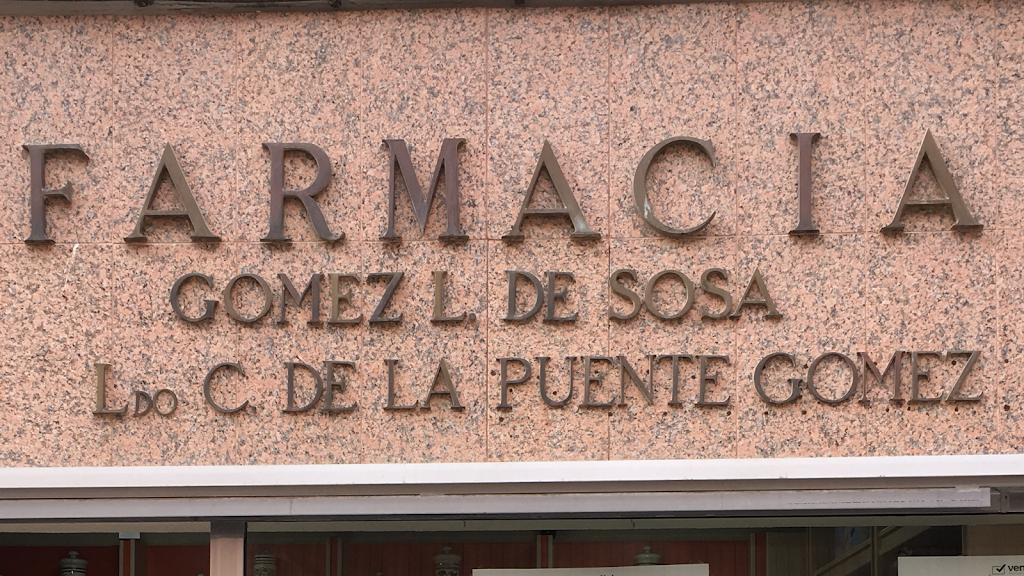 FARMACIA
GOMEZ L. DE SOSA
LDO C. DE LA PUENTE GOMEZ